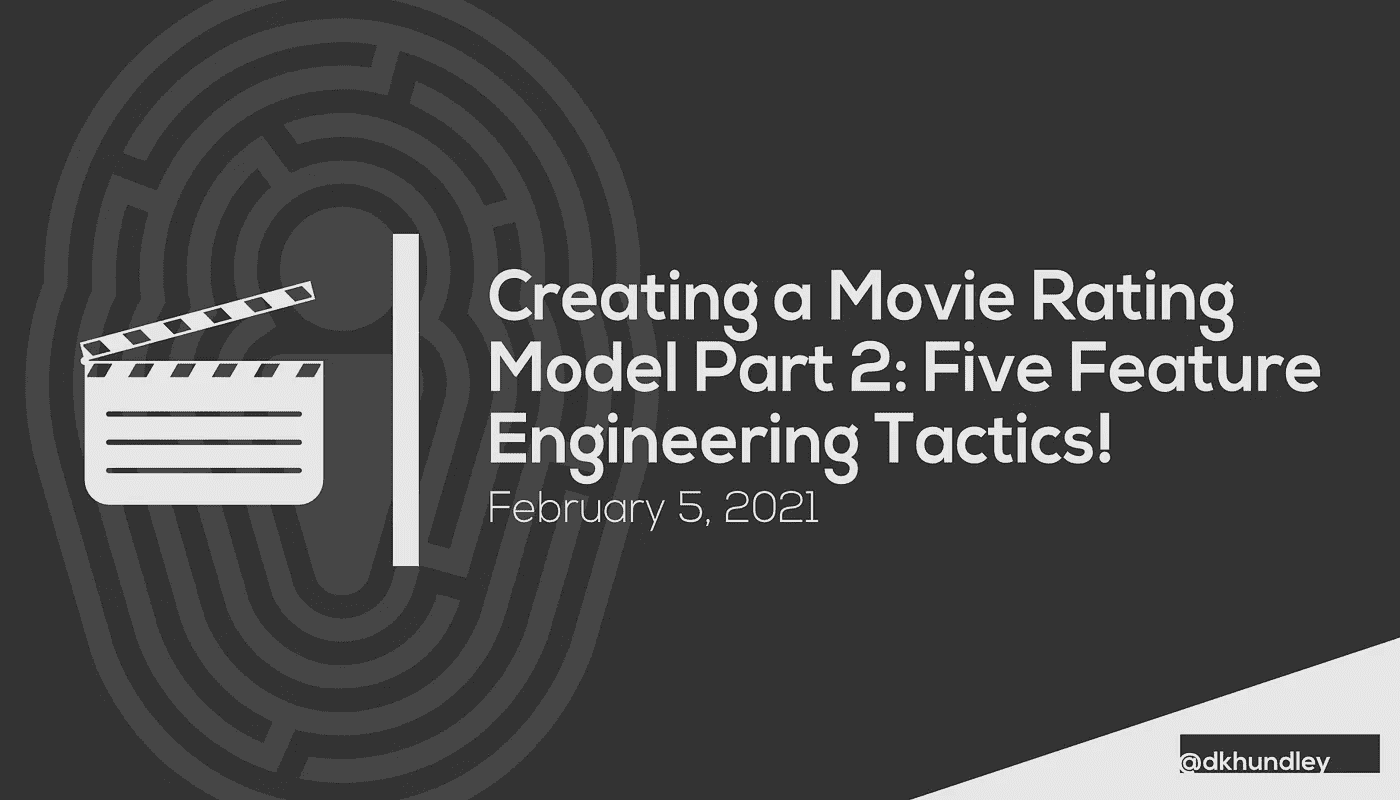 Creating a Movie Rating
Model Part 2: Five Feature
Engineering Tactics!
February 5, 2021
@dkhundley